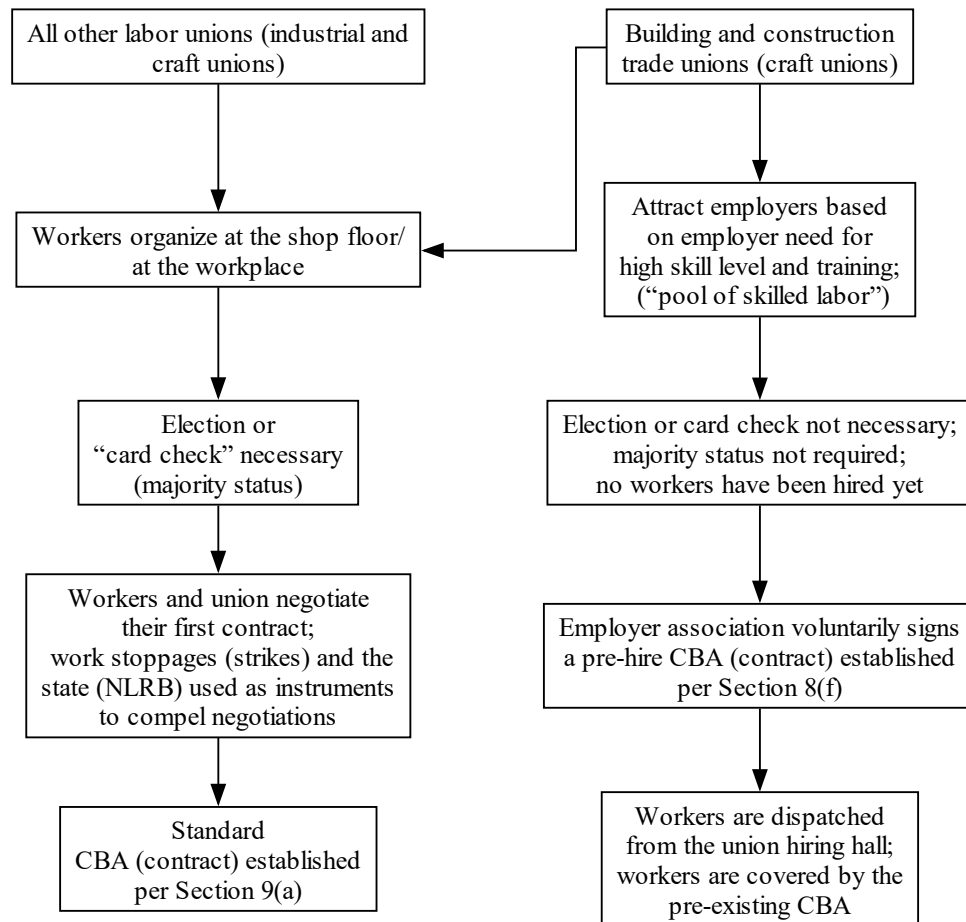 All other labor unions (industrial and
craft unions)
Building and construction
trade unions (craft unions)
Workers organize at the shop floor/
at the workplace
Attract employers based
on employer need for
high skill level and training;
(“pool of skilled labor”)
Election or
“card check” necessary
(majority status)
Election or card check not necessary;
majority status not required;
no workers have been hired yet
Workers and union negotiate
their first contract;
work stoppages (strikes) and the
state (NLRB) used as instruments
to compel negotiations
Employer association voluntarily signs
a pre-hire CBA (contract) established
per Section 8(f)
Standard
CBA (contract) established
per Section 9(a)
Workers are dispatched
from the union hiring hall;
workers are covered by the
pre-existing CBA